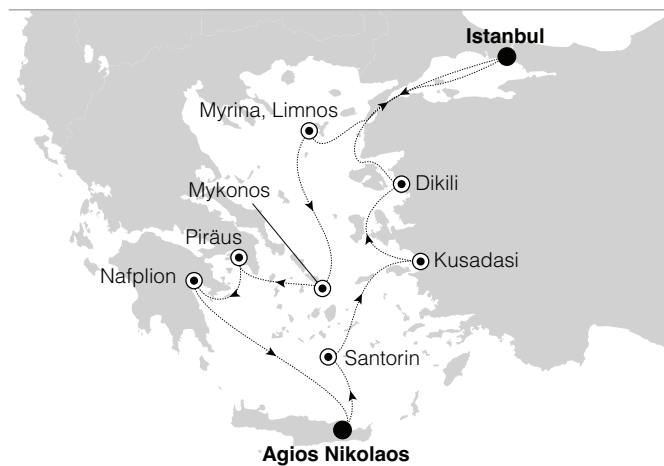 Istanbul
Myrina, Limnos
Mykonos
Dikili
Piräus
Kusadasi
Nafplion
Santorin
Agios Nikolaos